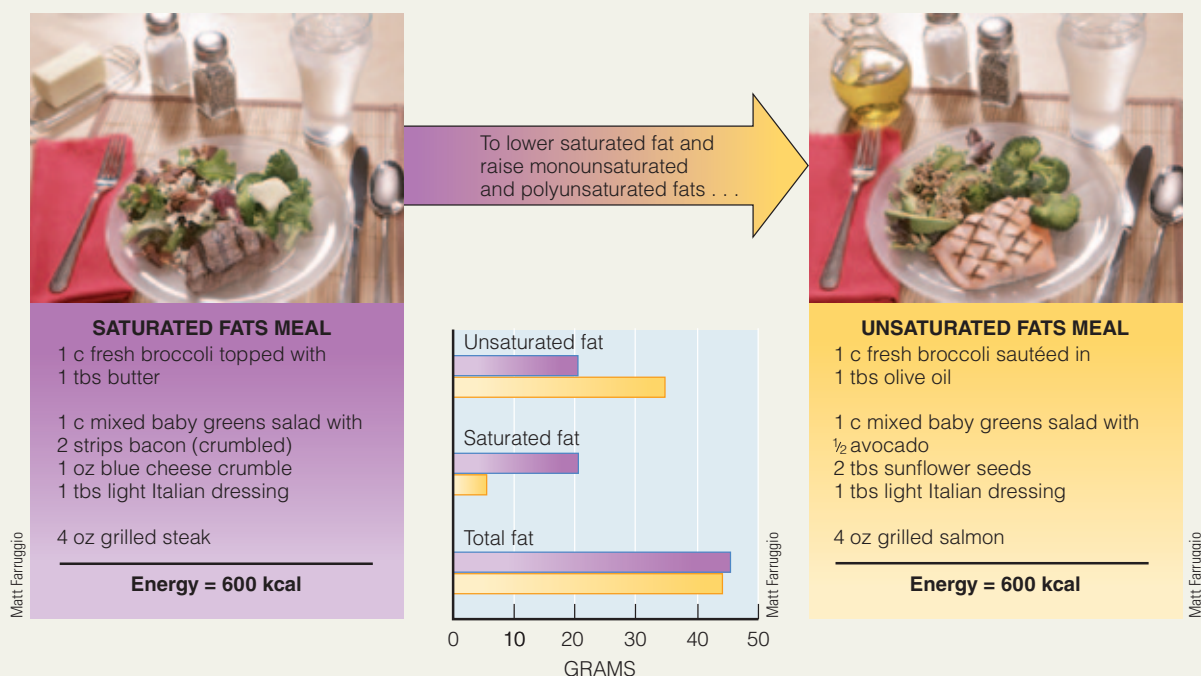 To lower saturated fat and
raise monounsaturated
and polyunsaturated fats . . .
SATURATED FATS MEAL
1 c fresh broccoli topped with
1 tbs butter
1 c mixed baby greens salad with
2 strips bacon (crumbled)
1 oz blue cheese crumble
1 tbs light Italian dressing
4 oz grilled steak
Energy = 600 kcal
Matt Farruggio
Unsaturated fat
Saturated fat
Total fat
0 10 20 30 40 50
GRAMS
Matt Farruggio
UNSATURATED FATS MEAL
1 c fresh broccoli sautéed in
1 tbs olive oil
1 c mixed baby greens salad with
½ avocado
2 tbs sunflower seeds
1 tbs light Italian dressing
4 oz grilled salmon
Energy = 600 kcal
Matt Farruggio